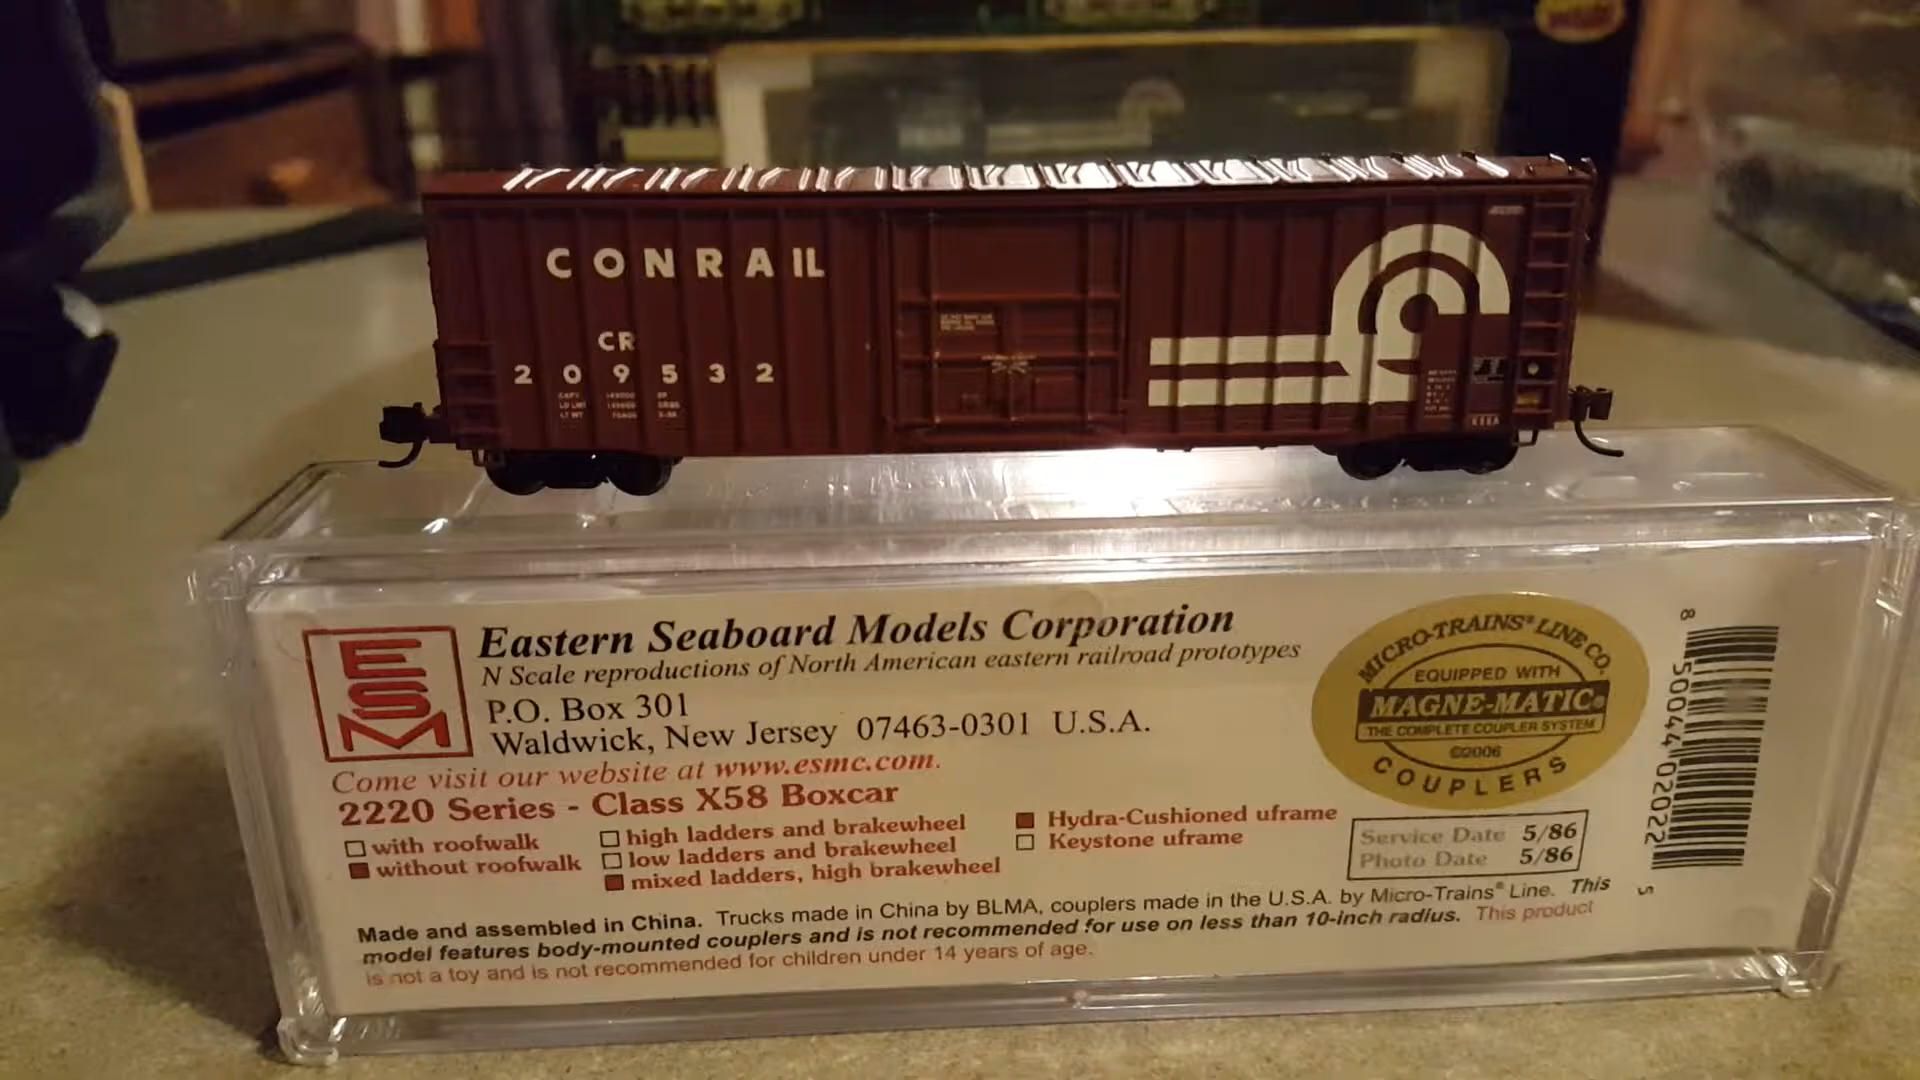 CONRAIL
CR
209532
ESM
Eastern Seaboard Models Corporation
N Scale reproductions of North American eastern railroad prototypes
P.O. Box 301
Waldwick, New Jersey 07463-0301 U.S.A.
Come visit our website at www.esmc.com.
2220 Series - Class X58 Boxcar
with roofwalk
without roofwalk
high ladders and brakewheel
low ladders and brakewheel
mixed ladders, high brakewheel
Hydra-Cushioned uframe
Keystone uframe
MICRO-TRAINS® LINE CO.
EQUIPPED WITH
MAGNE-MATIC®
THE COMPLETE COUPLER SYSTEM
©2006
COUPLERS
Service Date 5/86
Photo Date 5/86
8 50044 02022 5
Made and assembled in China. Trucks made in China by BLMA, couplers made in the U.S.A. by Micro-Trains® Line. This
model features body-mounted couplers and is not recommended for use on less than 10-inch radius. This product
is not a toy and is not recommended for children under 14 years of age.